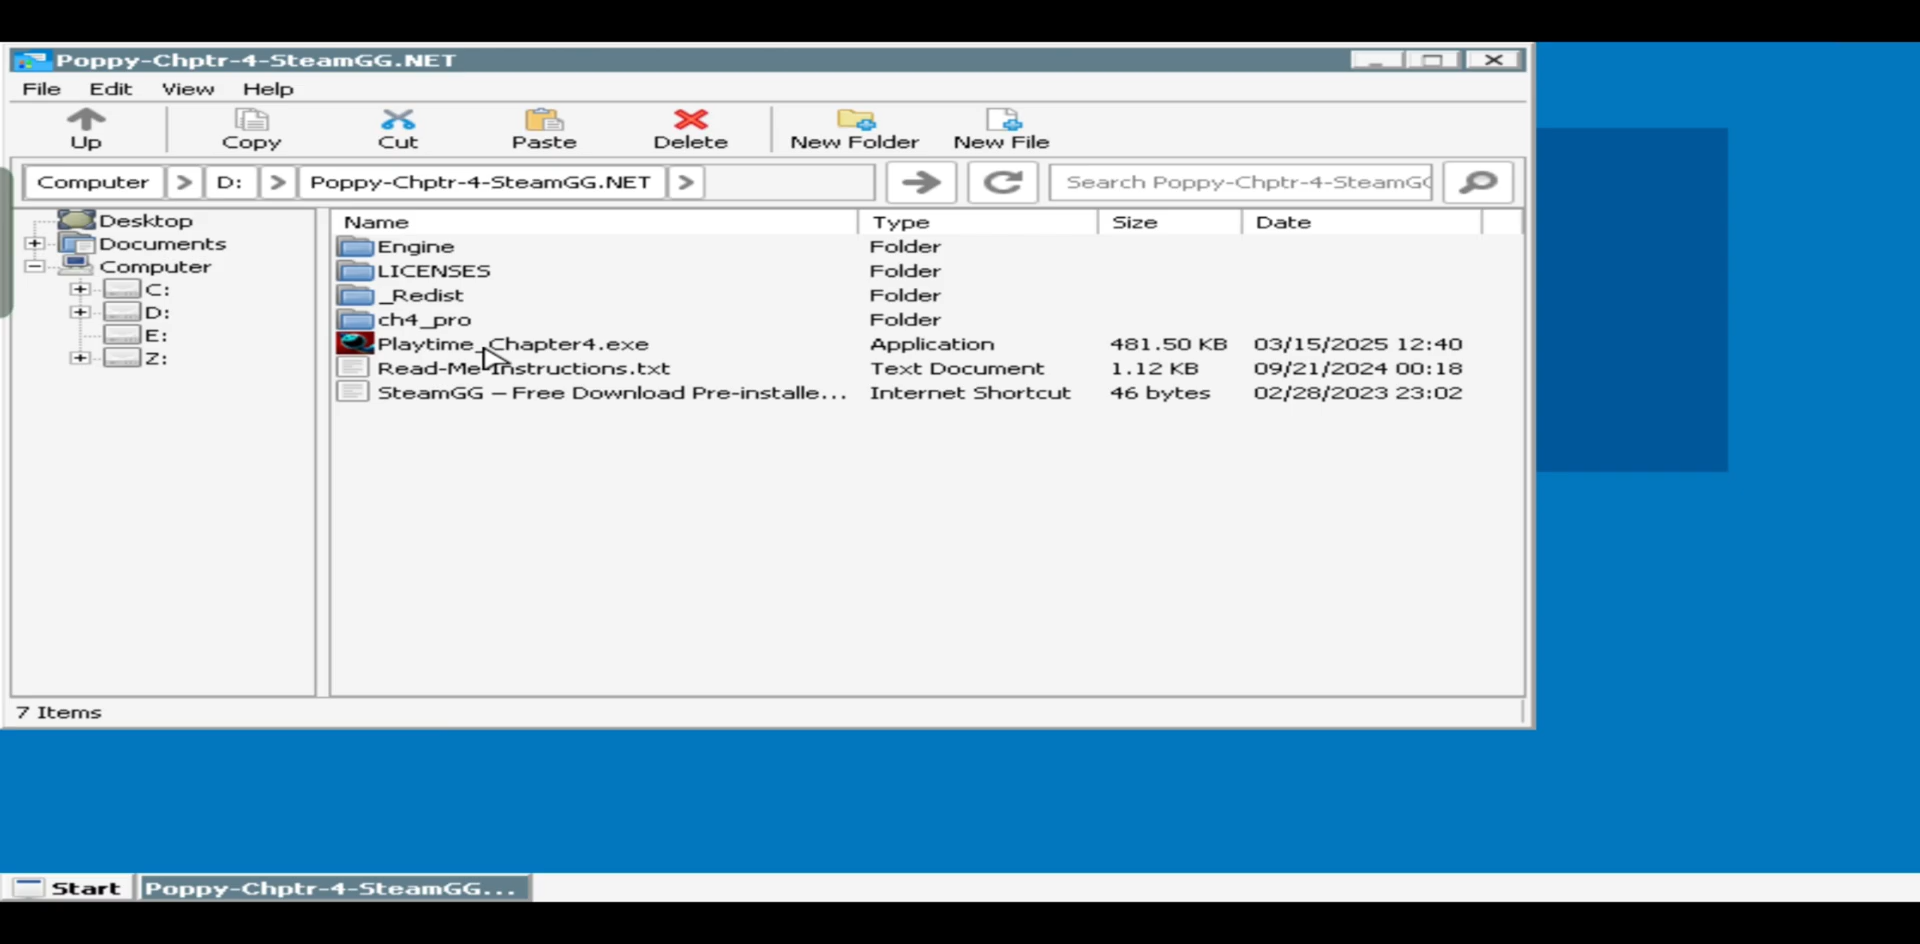 Poppy-Chptr-4-SteamGG.NET
File Edit View Help
Up Copy Cut Paste Delete New Folder New File
Computer > D: > Poppy-Chptr-4-SteamGG.NET > Search Poppy-Chptr-4-SteamGG
Desktop
Documents
Computer
C:
D:
E:
Z:
Name Type Size Date
Engine Folder
LICENSES Folder
_Redist Folder
ch4_pro Folder
Playtime_Chapter4.exe Application 481.50 KB 03/15/2025 12:40
Read-Me-Instructions.txt Text Document 1.12 KB 09/21/2024 00:18
SteamGG – Free Download Pre-installe... Internet Shortcut 46 bytes 02/28/2023 23:02
7 Items
Start Poppy-Chptr-4-SteamGG...